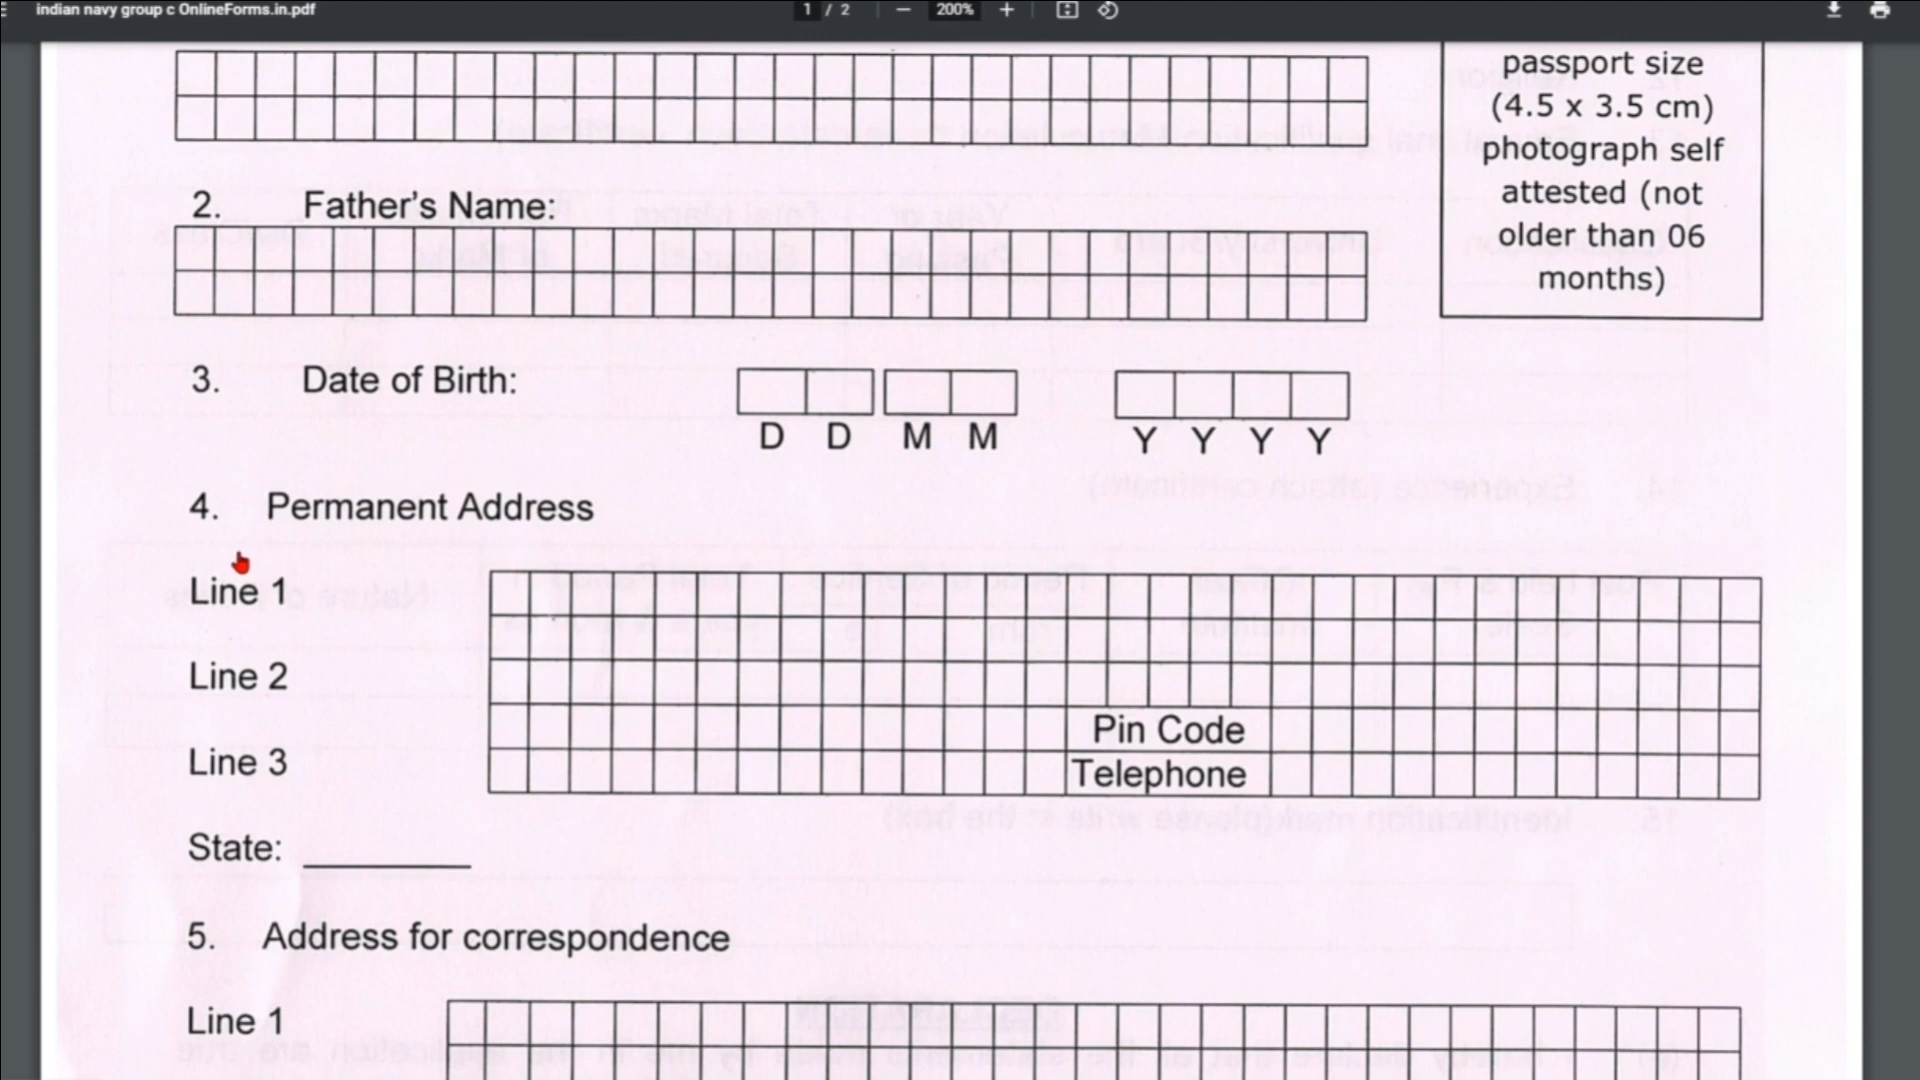 indian navy group c OnlineForms.in.pdf
1 / 2
200%
passport size
(4.5 x 3.5 cm)
photograph self
attested (not
older than 06
months)
2. Father's Name:
3. Date of Birth:
D D M M Y Y Y Y
4. Permanent Address
Line 1
Line 2
Pin Code
Line 3
Telephone
State:
5. Address for correspondence
Line 1